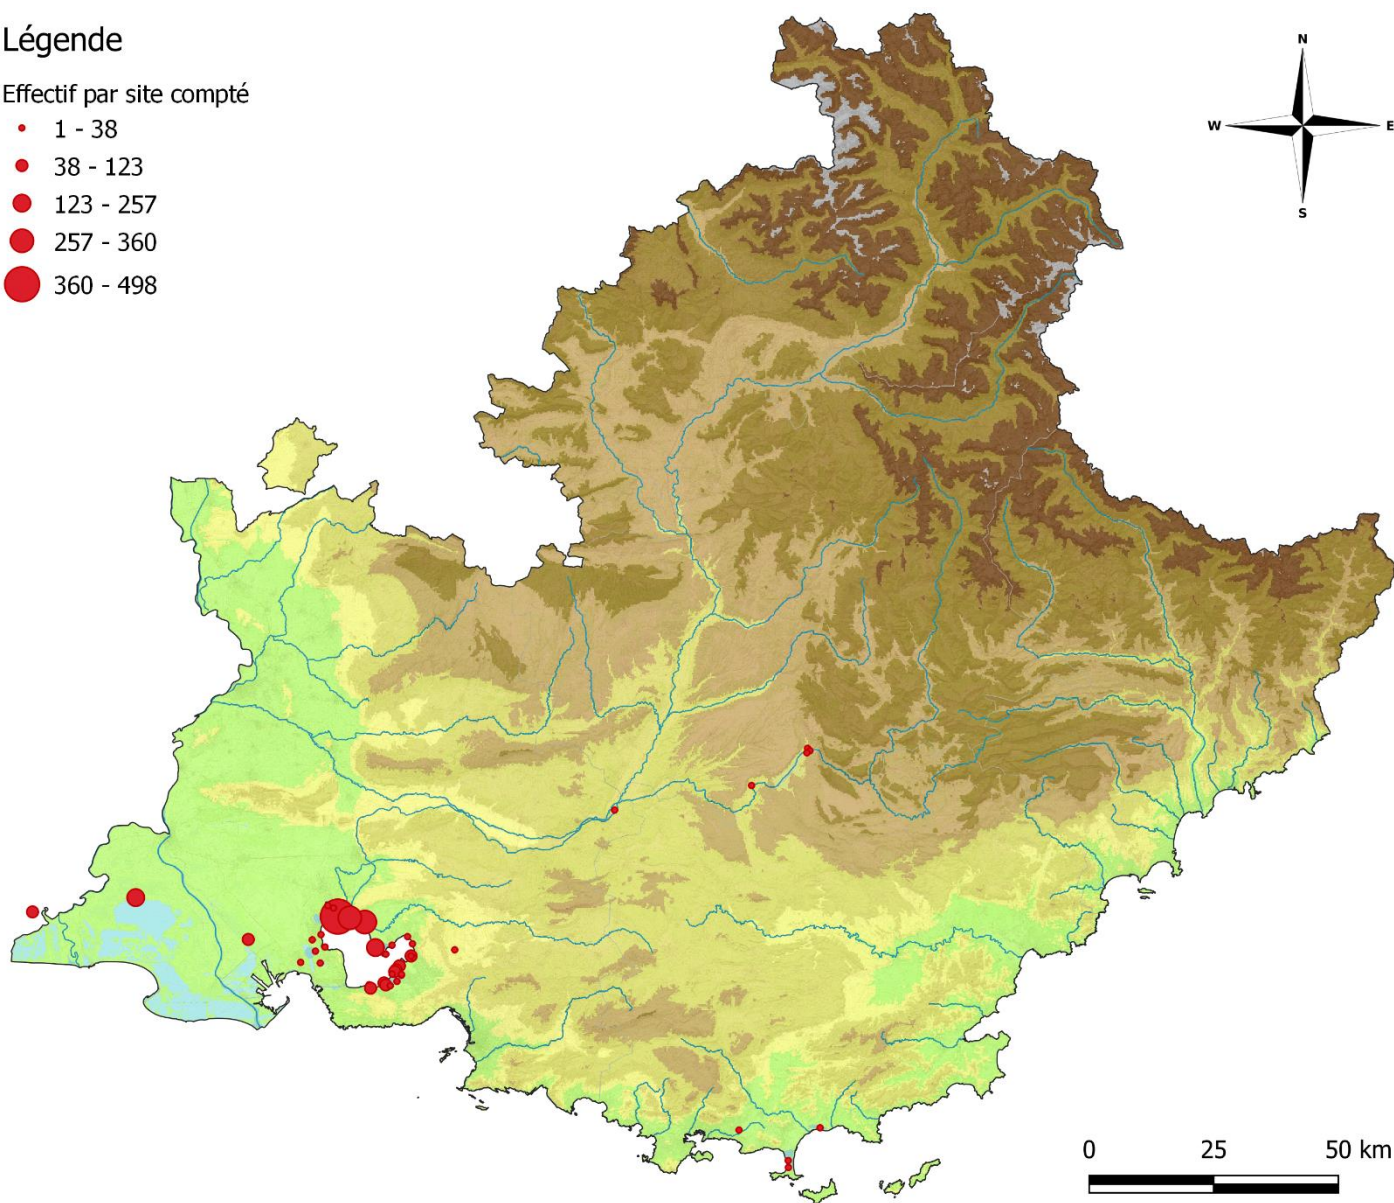 Légende
Effectif par site compté
1 - 38
38 - 123
123 - 257
257 - 360
360 - 498
N
W
E
S
0
25
50 km